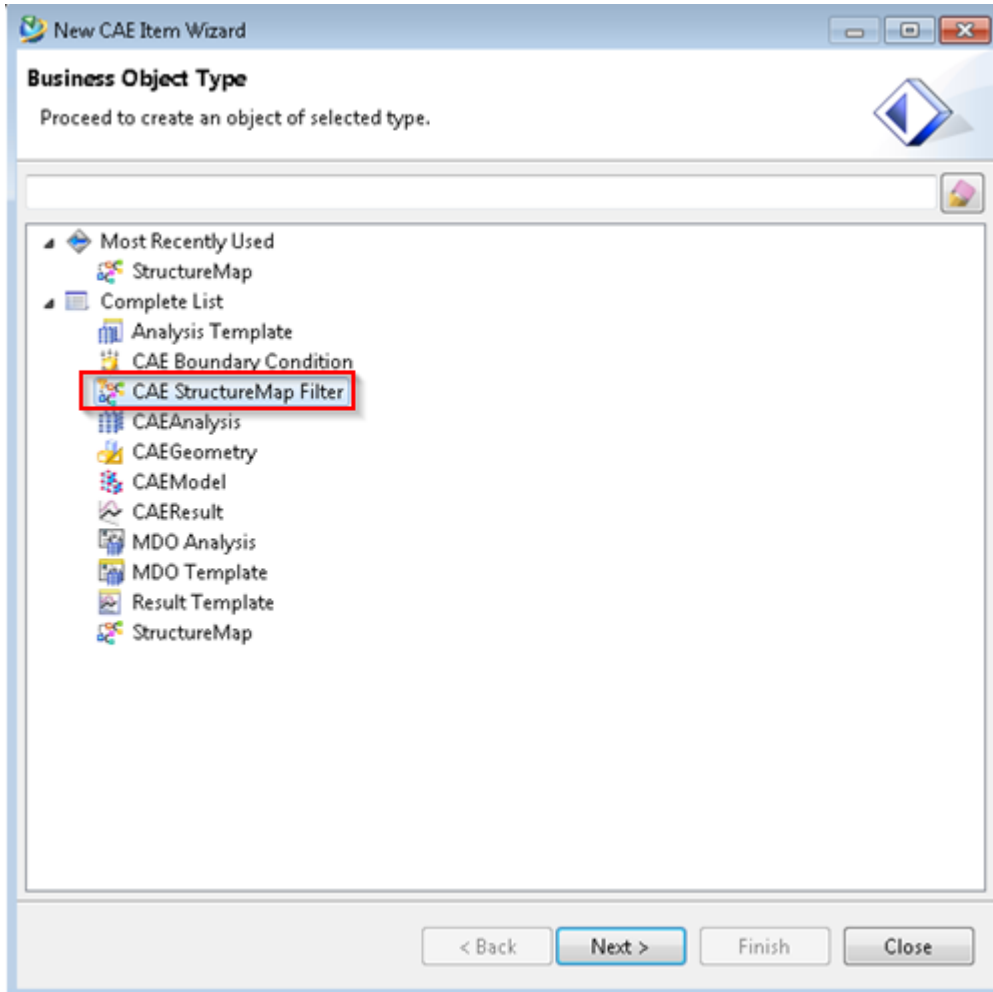 New CAE Item Wizard
Business Object Type
Proceed to create an object of selected type.
Most Recently Used
StructureMap
Complete List
Analysis Template
CAE Boundary Condition
CAE StructureMap Filter
CAEAnalysis
CAEGeometry
CAEModel
CAEResult
MDO Analysis
MDO Template
Result Template
StructureMap
< Back Next > Finish Close